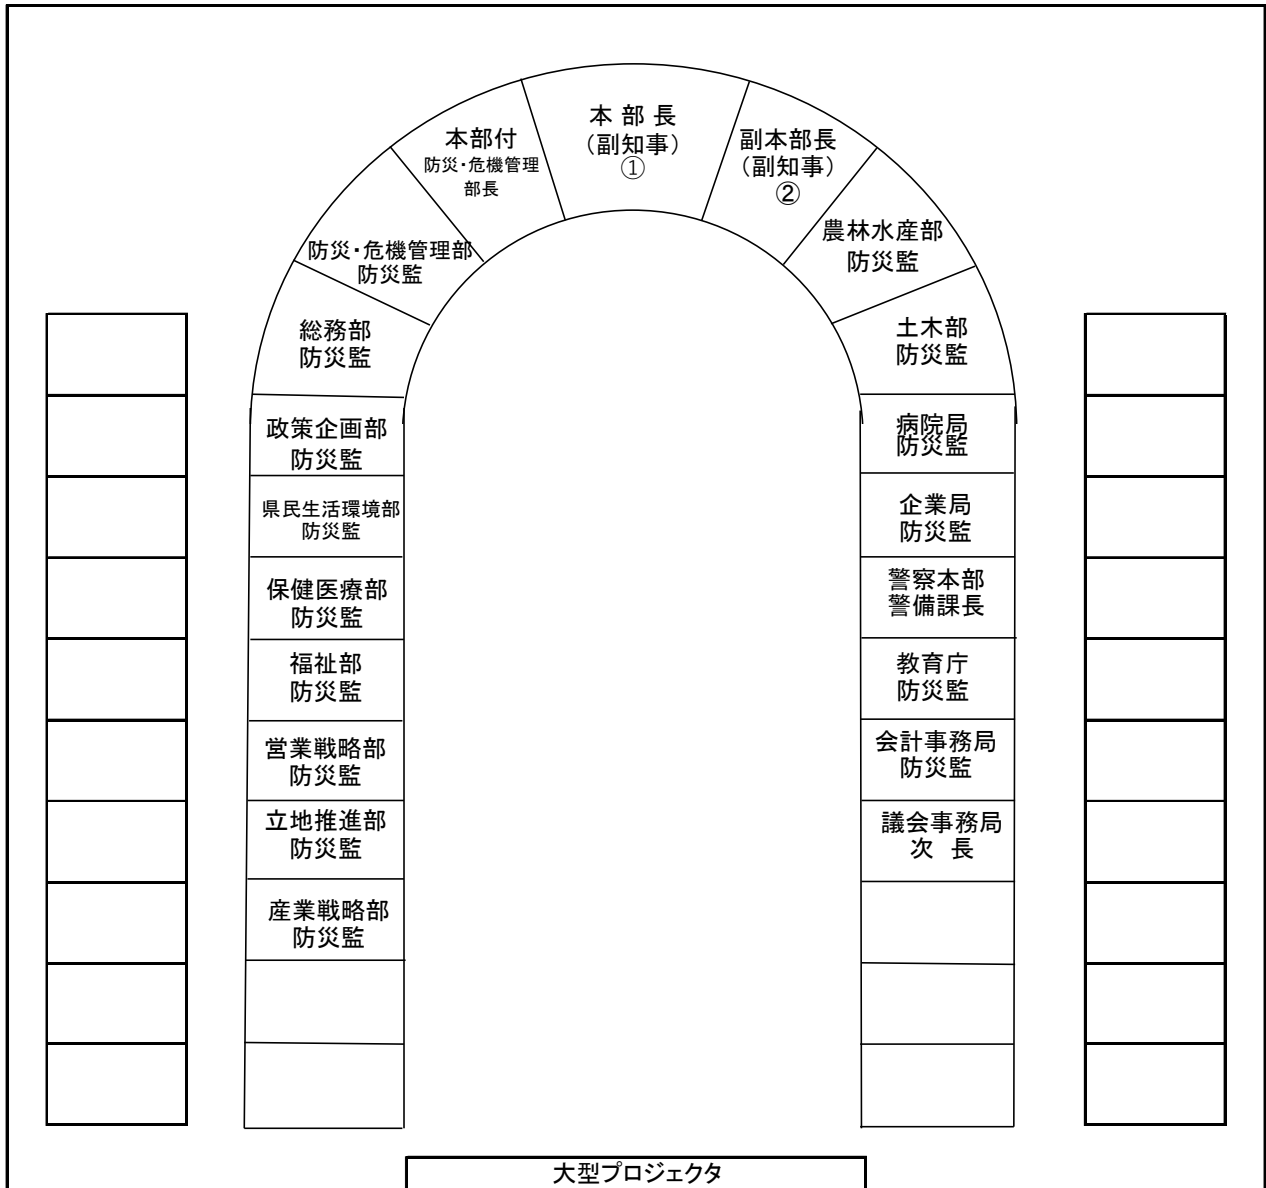 本 部 長
（副知事）
①
本部付
防災・危機管理
部長
副本部長
（副知事）
②
防災・危機管理部
防災監
農林水産部
防災監
総務部
防災監
土木部
防災監
政策企画部
防災監
病院局
防災監
県民生活環境部
防災監
企業局
防災監
保健医療部
防災監
警察本部
警備課長
福祉部
防災監
教育庁
防災監
営業戦略部
防災監
会計事務局
防災監
立地推進部
防災監
議会事務局
次 長
産業戦略部
防災監
大型プロジェクタ